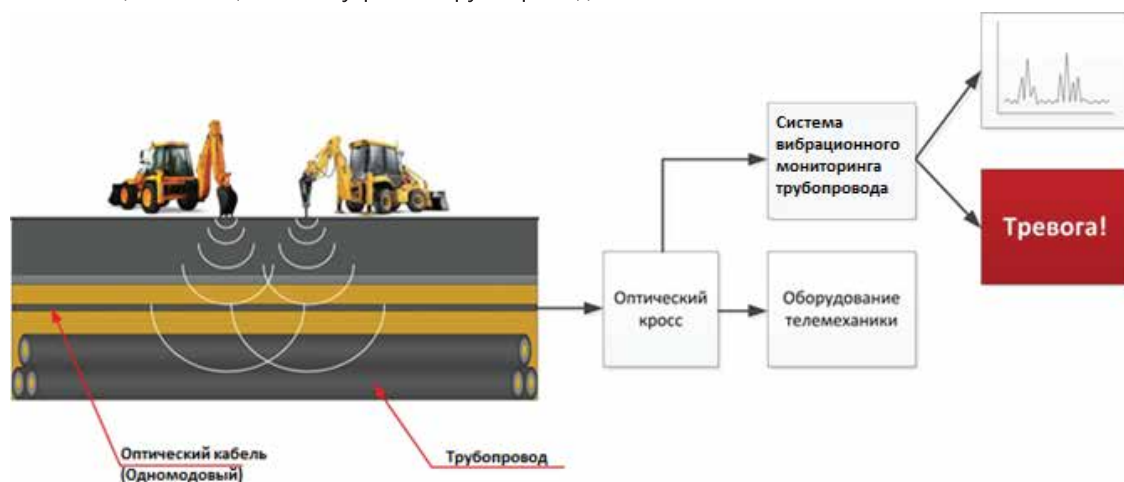 Система
вибрационного
мониторинга
трубопровода
Тревога!
Оптический
кросс
Оборудование
телемеханики
Оптический кабель
(Одномодовый)
Трубопровод